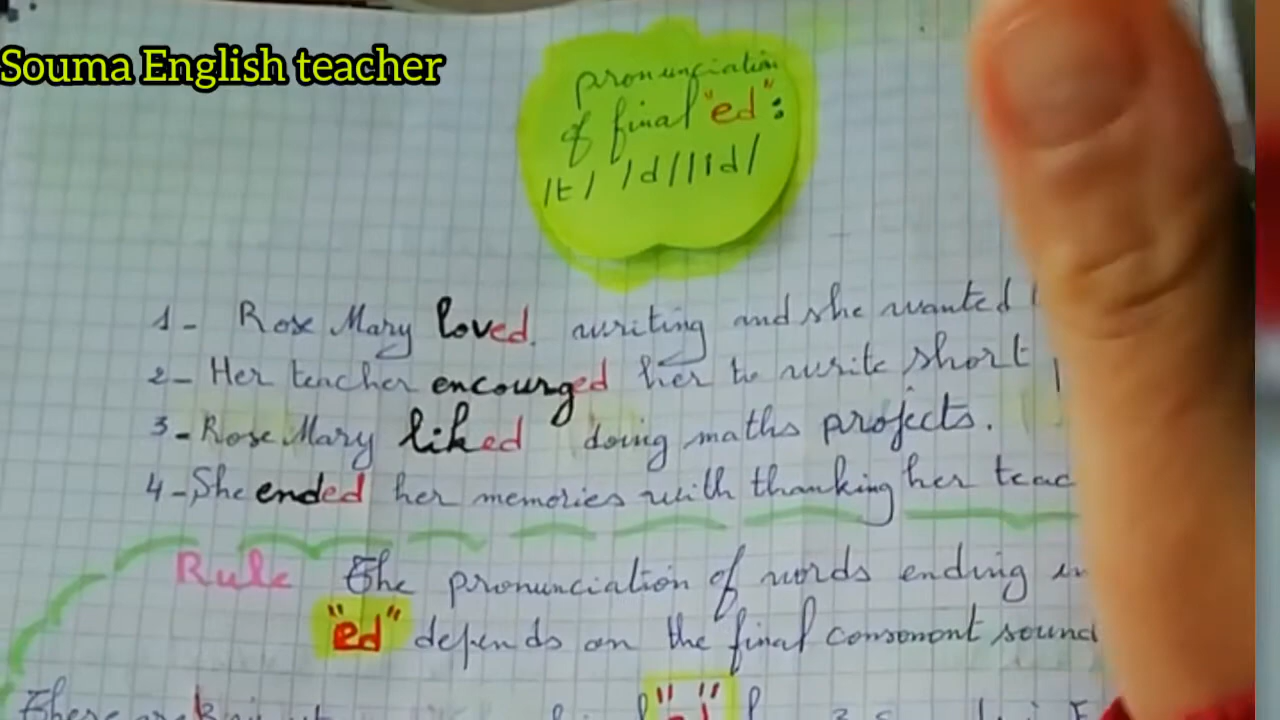 Souma English teacher
pronunciation
of final "ed":
/t/ /d/ /id/
1- Rose Mary loved. writing and she wanted
2- Her teacher encourged her to write short
3- Rose Mary liked doing maths projects.
4- She ended her memories with thanking her teac
Rule The pronunciation of words ending in
"ed" depends on the final consonont sound